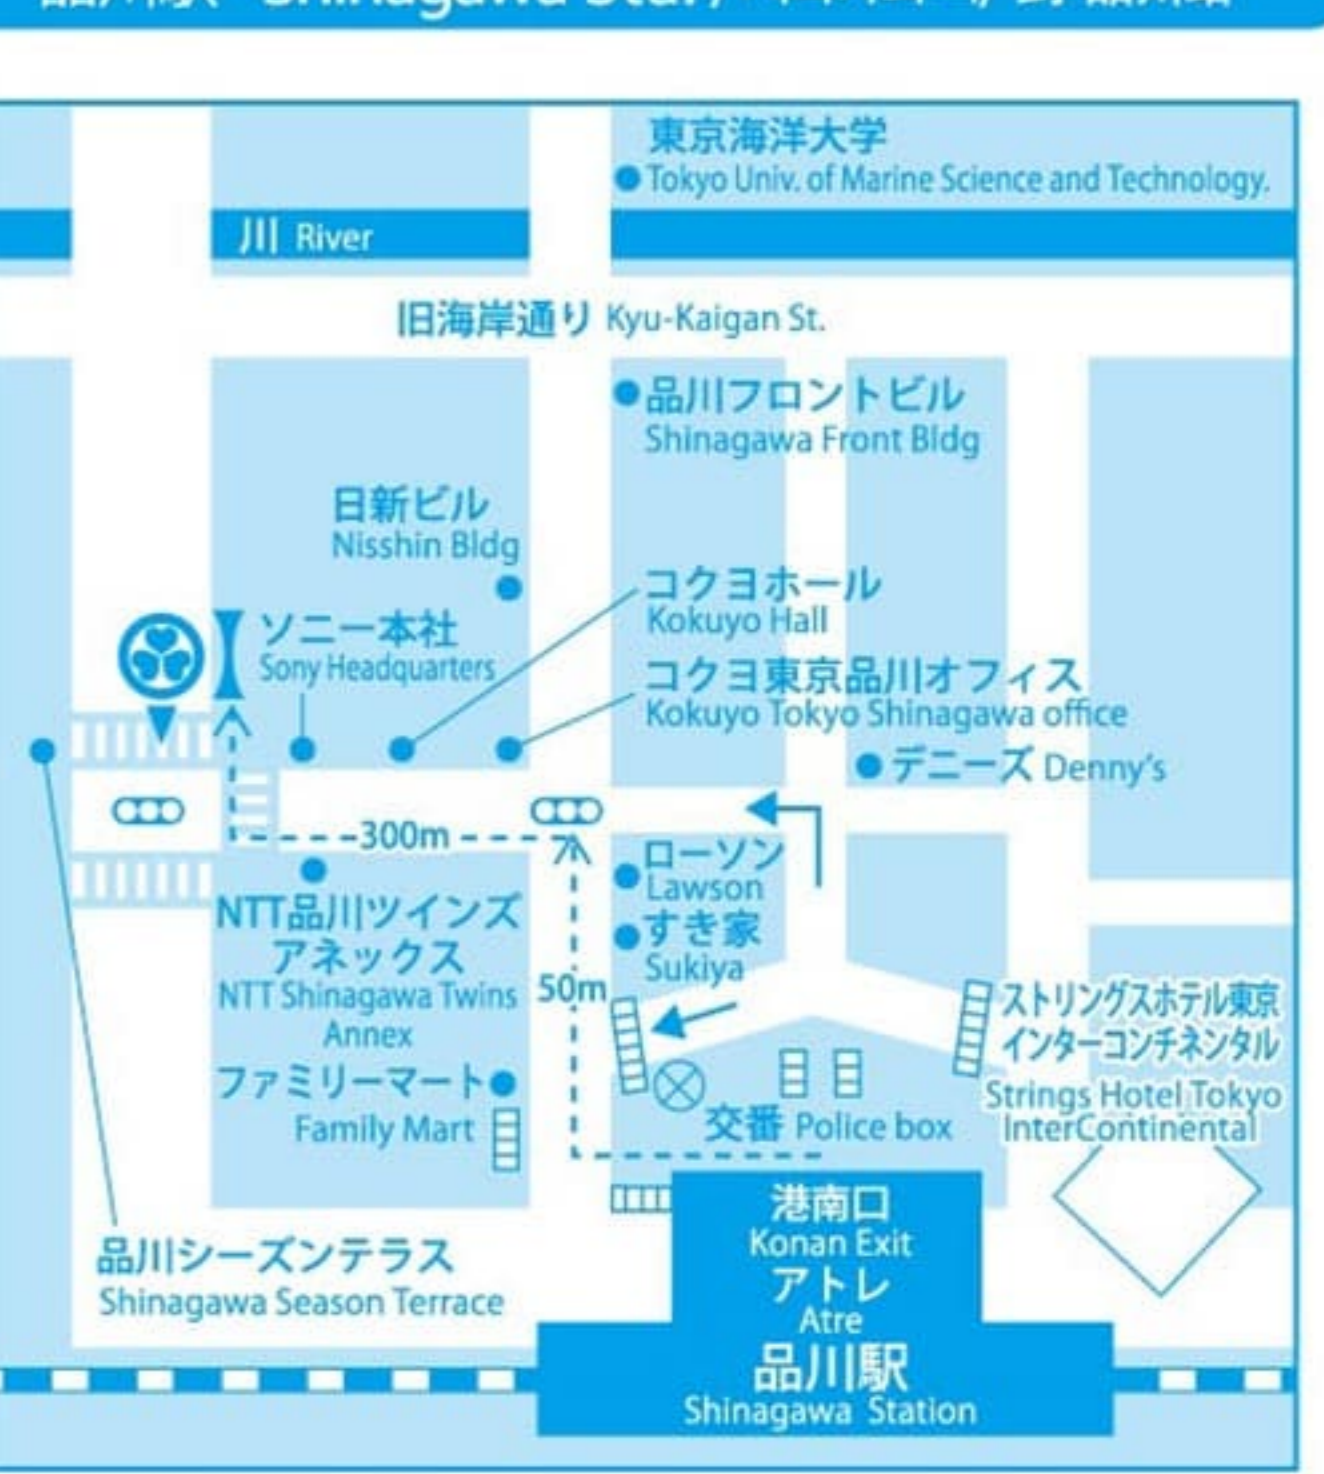 Shinagawa
東京海洋大学
Tokyo Univ. of Marine Science and Technology.
川 River
旧海岸通り Kyu-Kaigan St.
品川フロントビル
Shinagawa Front Bldg
日新ビル
Nisshin Bldg
コクヨホール
Kokuyo Hall
ソニー本社
Sony Headquarters
コクヨ東京品川オフィス
Kokuyo Tokyo Shinagawa office
デニーズ Denny's
300m
ローソン
Lawson
すき家
Sukiya
NTT品川ツインズ
アネックス
NTT Shinagawa Twins
Annex
50m
ストリングスホテル東京
インターコンチネンタル
Strings Hotel Tokyo
InterContinental
ファミリーマート
Family Mart
交番 Police box
港南口
Konan Exit
アトレ
Atre
品川駅
Shinagawa Station
品川シーズンテラス
Shinagawa Season Terrace